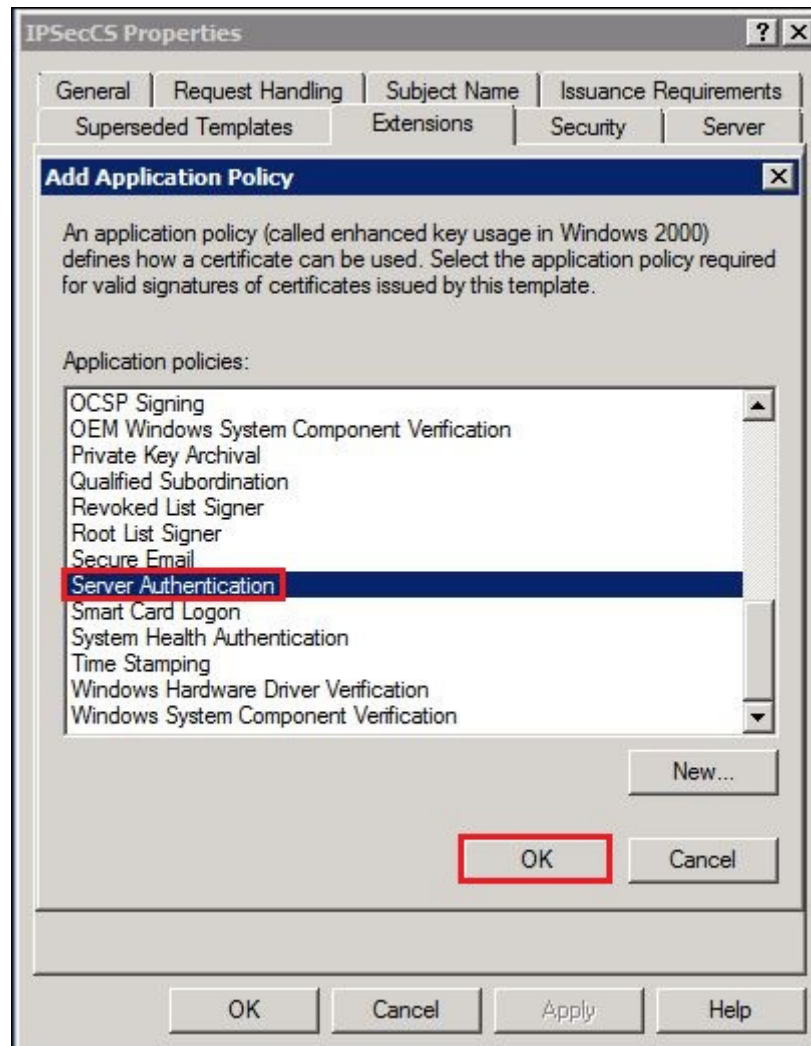 IPSecCS Properties
General Request Handling Subject Name Issuance Requirements
Superseded Templates Extensions Security Server
Add Application Policy
An application policy (called enhanced key usage in Windows 2000)
defines how a certificate can be used. Select the application policy required
for valid signatures of certificates issued by this template.
Application policies:
OCSP Signing
OEM Windows System Component Verification
Private Key Archival
Qualified Subordination
Revoked List Signer
Root List Signer
Secure Email
Server Authentication
Smart Card Logon
System Health Authentication
Time Stamping
Windows Hardware Driver Verification
Windows System Component Verification
New...
OK Cancel
OK Cancel Apply Help